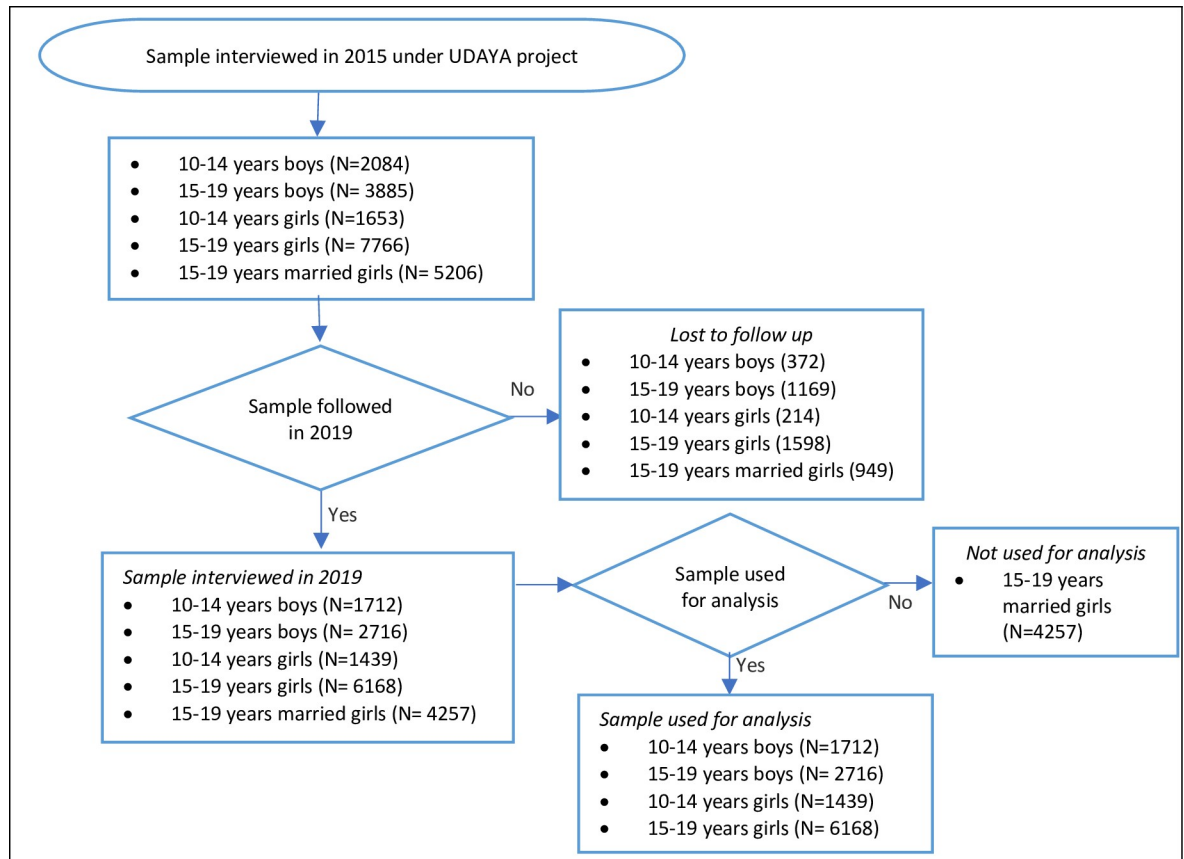 Sample interviewed in 2015 under UDAYA project
• 10-14 years boys (N=2084)
• 15-19 years boys (N= 3885)
• 10-14 years girls (N=1653)
• 15-19 years girls (N= 7766)
• 15-19 years married girls (N= 5206)
Sample followed
in 2019
No
Lost to follow up
• 10-14 years boys (372)
• 15-19 years boys (1169)
• 10-14 years girls (214)
• 15-19 years girls (1598)
• 15-19 years married girls (949)
Yes
Sample interviewed in 2019
• 10-14 years boys (N=1712)
• 15-19 years boys (N= 2716)
• 10-14 years girls (N=1439)
• 15-19 years girls (N= 6168)
• 15-19 years married girls (N= 4257)
Sample used
for analysis
No
Not used for analysis
• 15-19 years
married girls
(N=4257)
Yes
Sample used for analysis
• 10-14 years boys (N=1712)
• 15-19 years boys (N= 2716)
• 10-14 years girls (N=1439)
• 15-19 years girls (N= 6168)